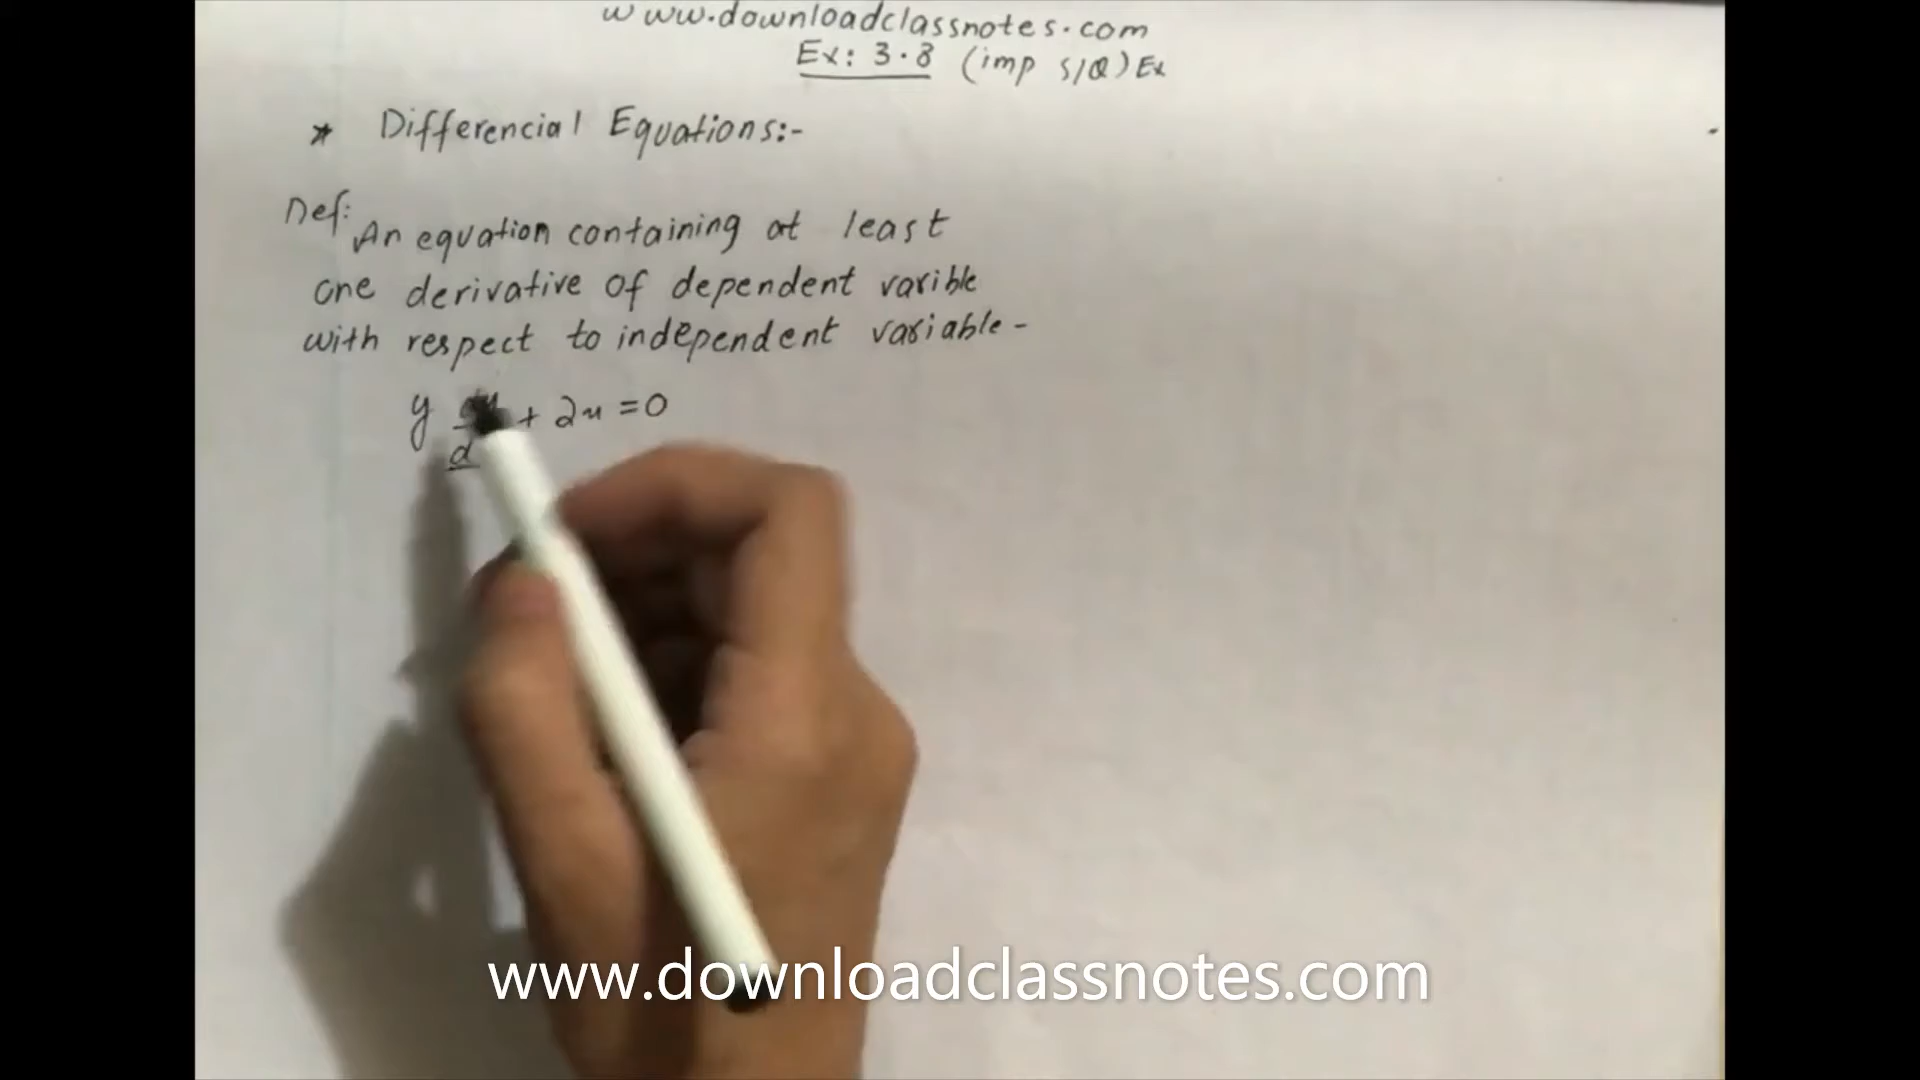 www.downloadclassnotes.com
Ex: 3.8 (imp S/Q) Ex
* Differencial Equations:-
Def: An equation containing at least
one derivative of dependent varible
with respect to independent variable -
y + 2x = 0
d
www.downloadclassnotes.com